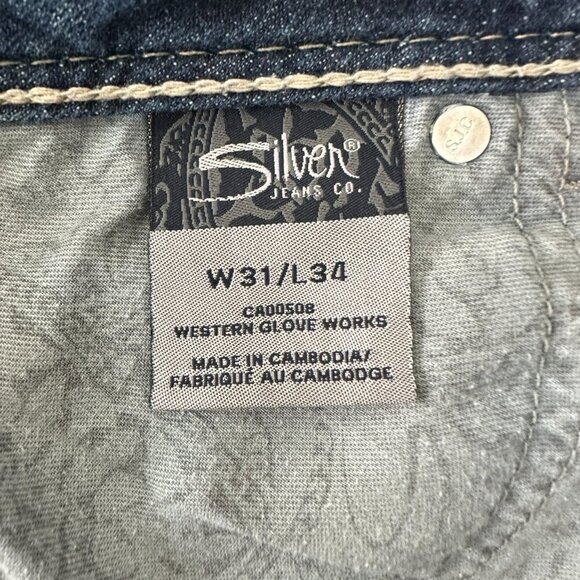 Silver®
JEANS CO.
S.J.C
W31/L34
CA00508
WESTERN GLOVE WORKS
MADE IN CAMBODIA/
FABRIQUÉ AU CAMBODGE